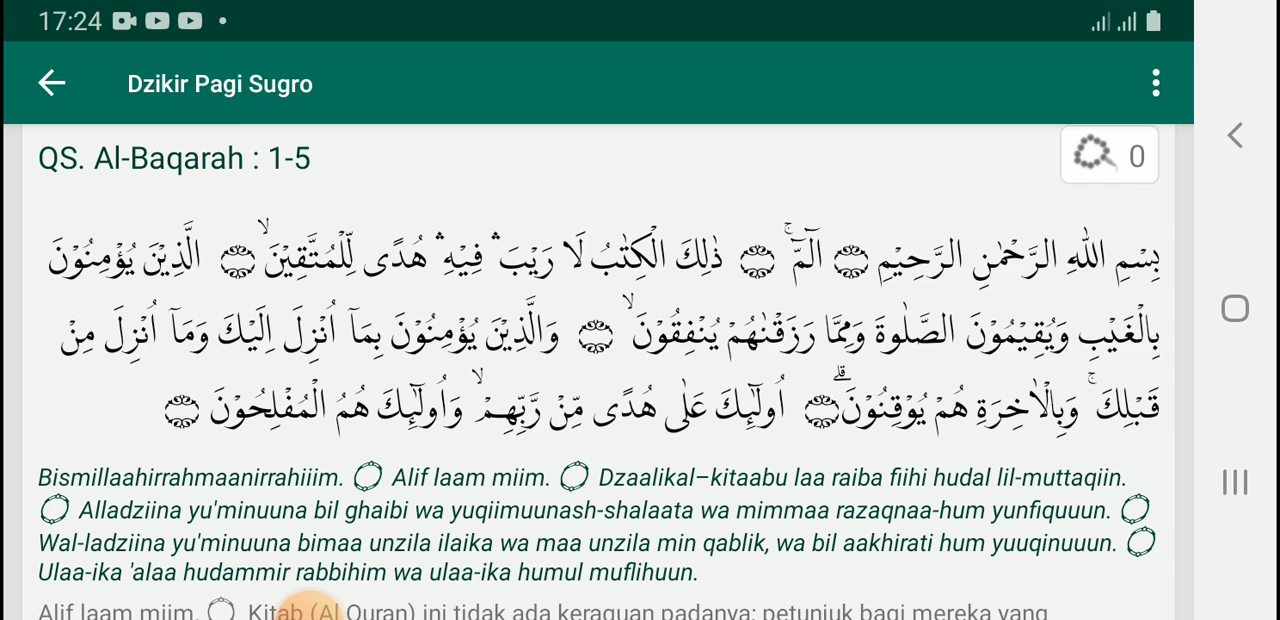 17:24
Dzikir Pagi Sugro
QS. Al-Baqarah : 1-5
0
بِسْمِ اللّٰهِ الرَّحْمٰنِ الرَّحِيْمِ ۝ الۤمّۤ ۚ ۝ ذٰلِكَ الْكِتٰبُ لَا رَيْبَ ۛ فِيْهِ ۛ هُدًى لِّلْمُتَّقِيْنَ ۙ ۝ الَّذِيْنَ يُؤْمِنُوْنَ
بِالْغَيْبِ وَيُقِيْمُوْنَ الصَّلٰوةَ وَمِمَّا رَزَقْنٰهُمْ يُنْفِقُوْنَ ۙ ۝ وَالَّذِيْنَ يُؤْمِنُوْنَ بِمَآ اُنْزِلَ اِلَيْكَ وَمَآ اُنْزِلَ مِنْ
قَبْلِكَ ۚ وَبِالْاٰخِرَةِ هُمْ يُوْقِنُوْنَ ۗ ۝ اُولٰۤىِٕكَ عَلٰى هُدًى مِّنْ رَّبِّهِمْ ۙ وَاُولٰۤىِٕكَ هُمُ الْمُفْلِحُوْنَ ۝
Bismillaahirrahmaanirrahiiim. ۝ Alif laam miim. ۝ Dzaalikal–kitaabu laa raiba fiihi hudal lil-muttaqiin.
۝ Alladziina yu'minuuna bil ghaibi wa yuqiimuunash-shalaata wa mimmaa razaqnaa-hum yunfiquuun. ۝
Wal-ladziina yu'minuuna bimaa unzila ilaika wa maa unzila min qablik, wa bil aakhirati hum yuuqinuuun. ۝
Ulaa-ika 'alaa hudammir rabbihim wa ulaa-ika humul muflihuun.
Alif laam miim. ۝ Kitab (Al Quran) ini tidak ada keraguan padanya; petunjuk bagi mereka yang